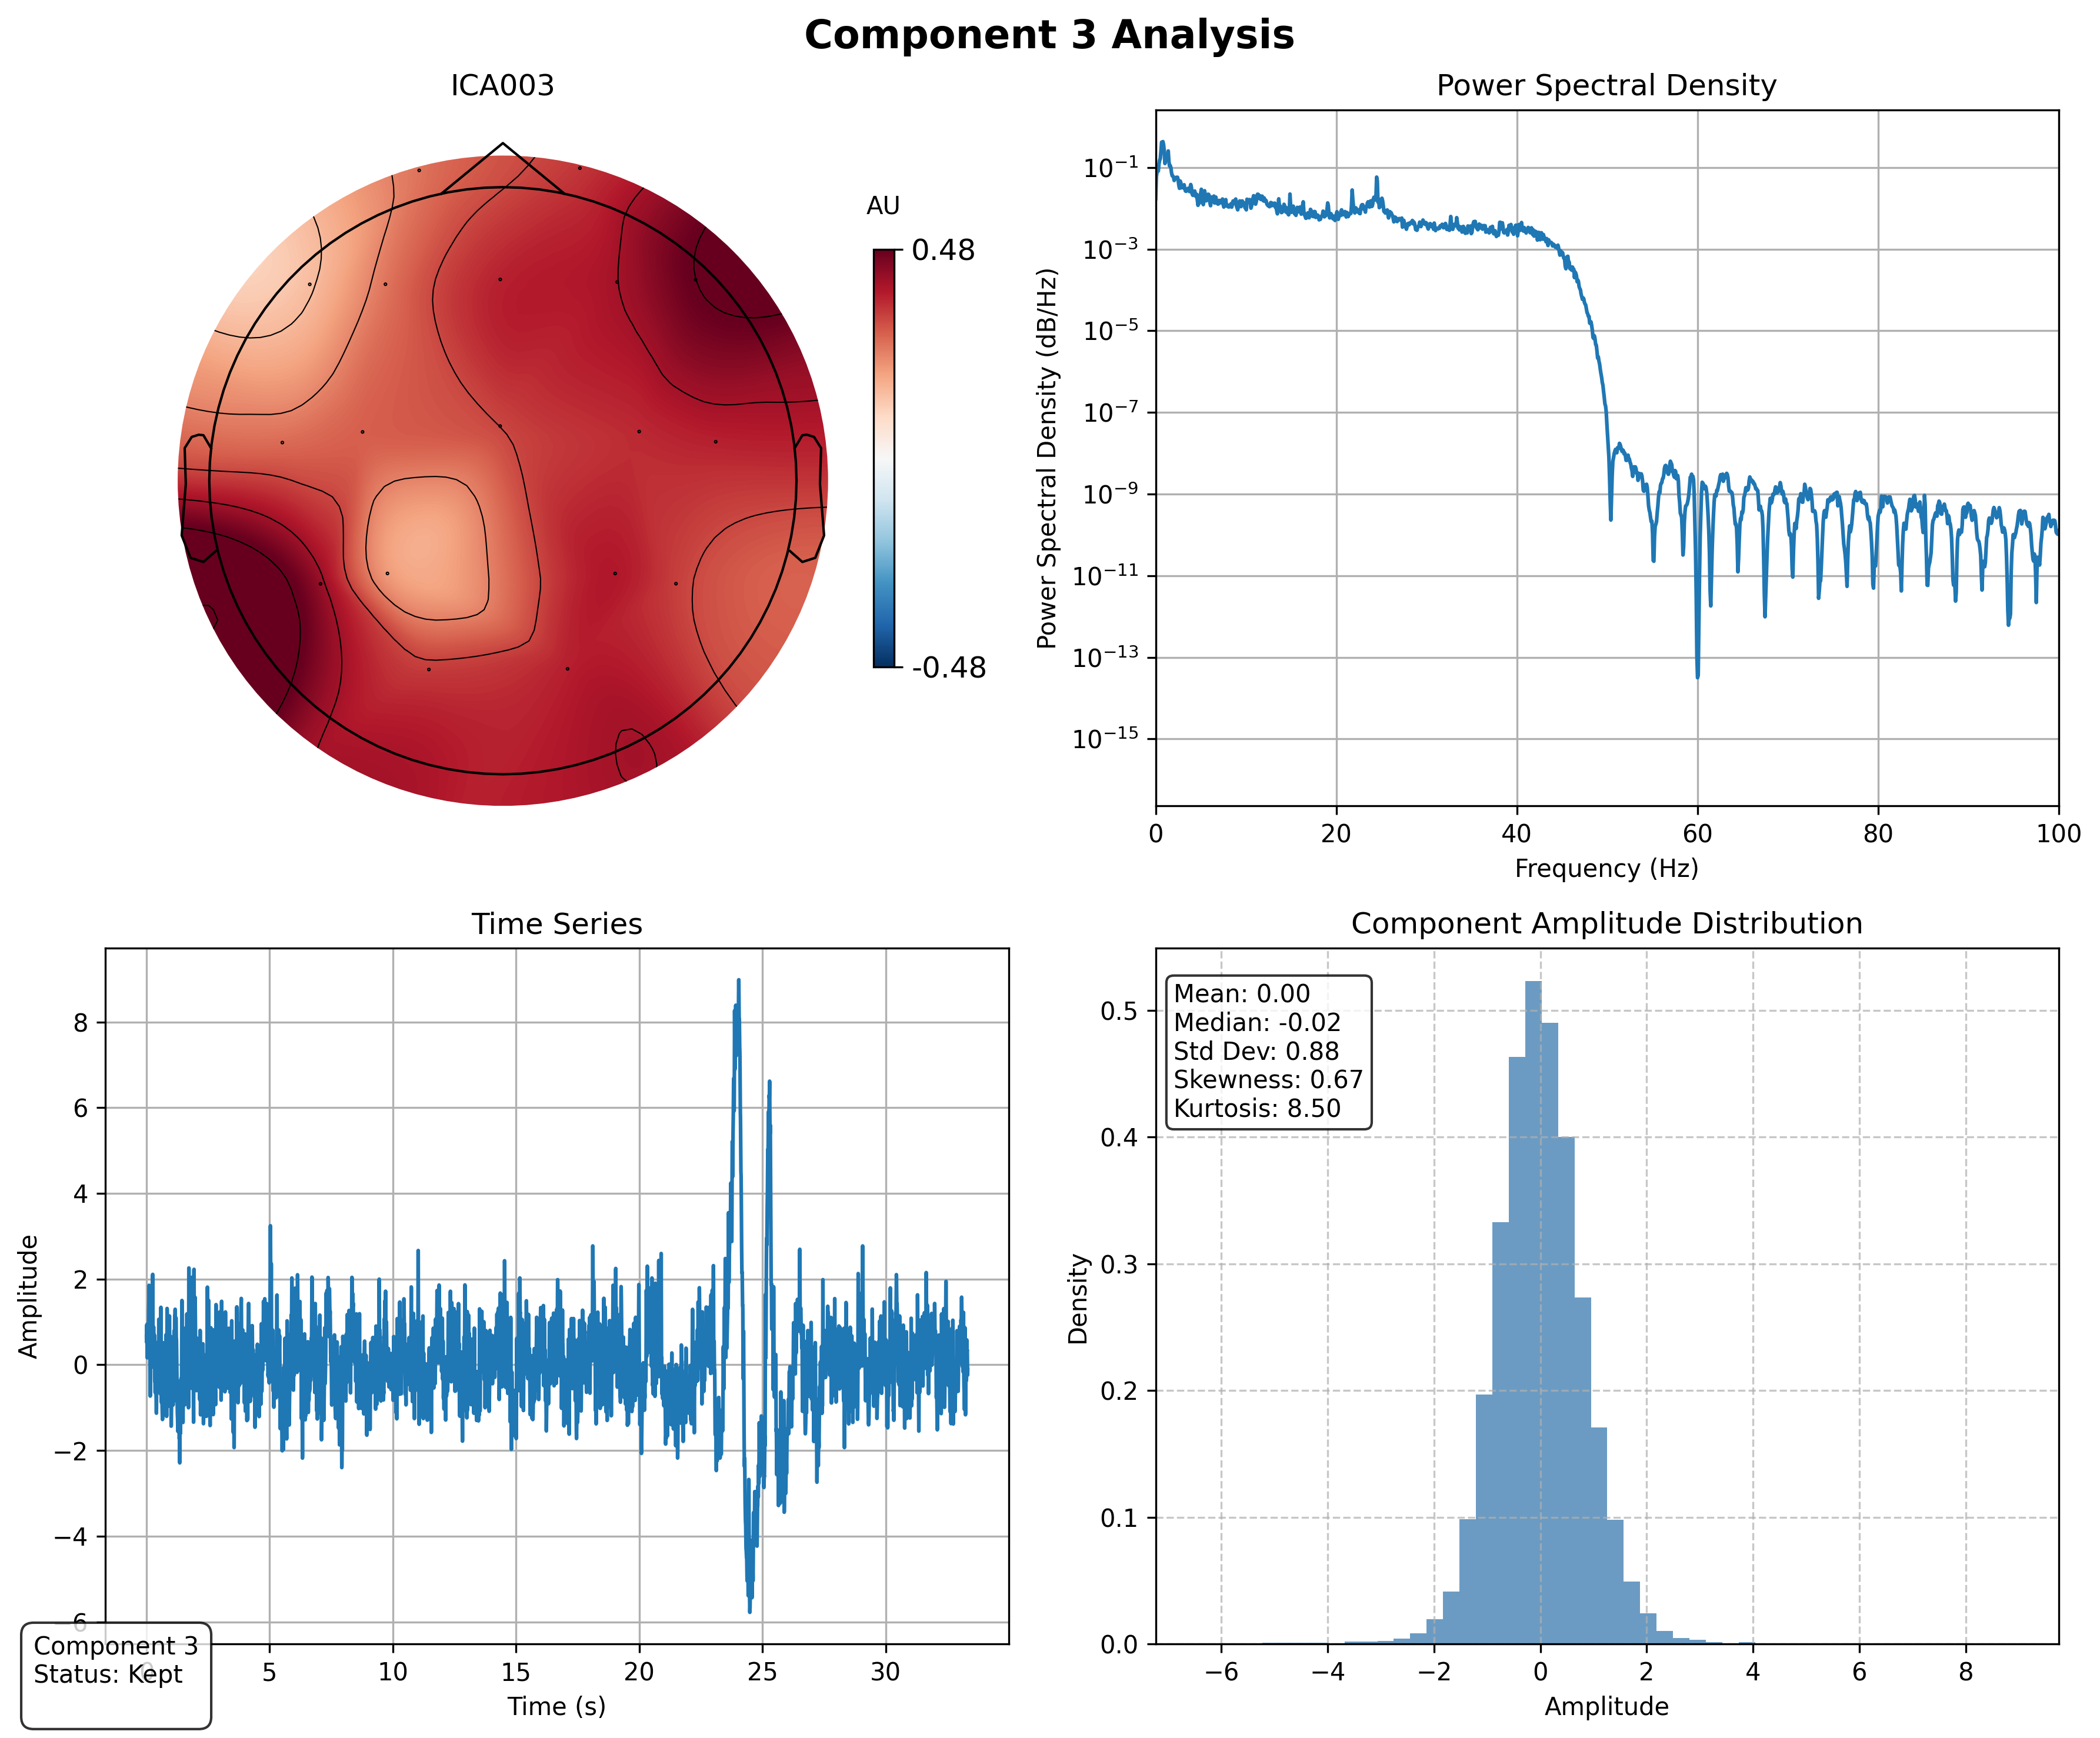 Component 3 Analysis
ICA003
AU
0.48
-0.48
Power Spectral Density
Power Spectral Density (dB/Hz)
10⁻¹
10⁻³
10⁻⁵
10⁻⁷
10⁻⁹
10⁻¹¹
10⁻¹³
10⁻¹⁵
0 20 40 60 80 100
Frequency (Hz)
Time Series
Amplitude
8
6
4
2
0
−2
−4
−6
0 5 10 15 20 25 30
Time (s)
Component 3
Status: Kept
Component Amplitude Distribution
Mean: 0.00
Median: -0.02
Std Dev: 0.88
Skewness: 0.67
Kurtosis: 8.50
Density
0.5
0.4
0.3
0.2
0.1
0.0
−6 −4 −2 0 2 4 6 8
Amplitude